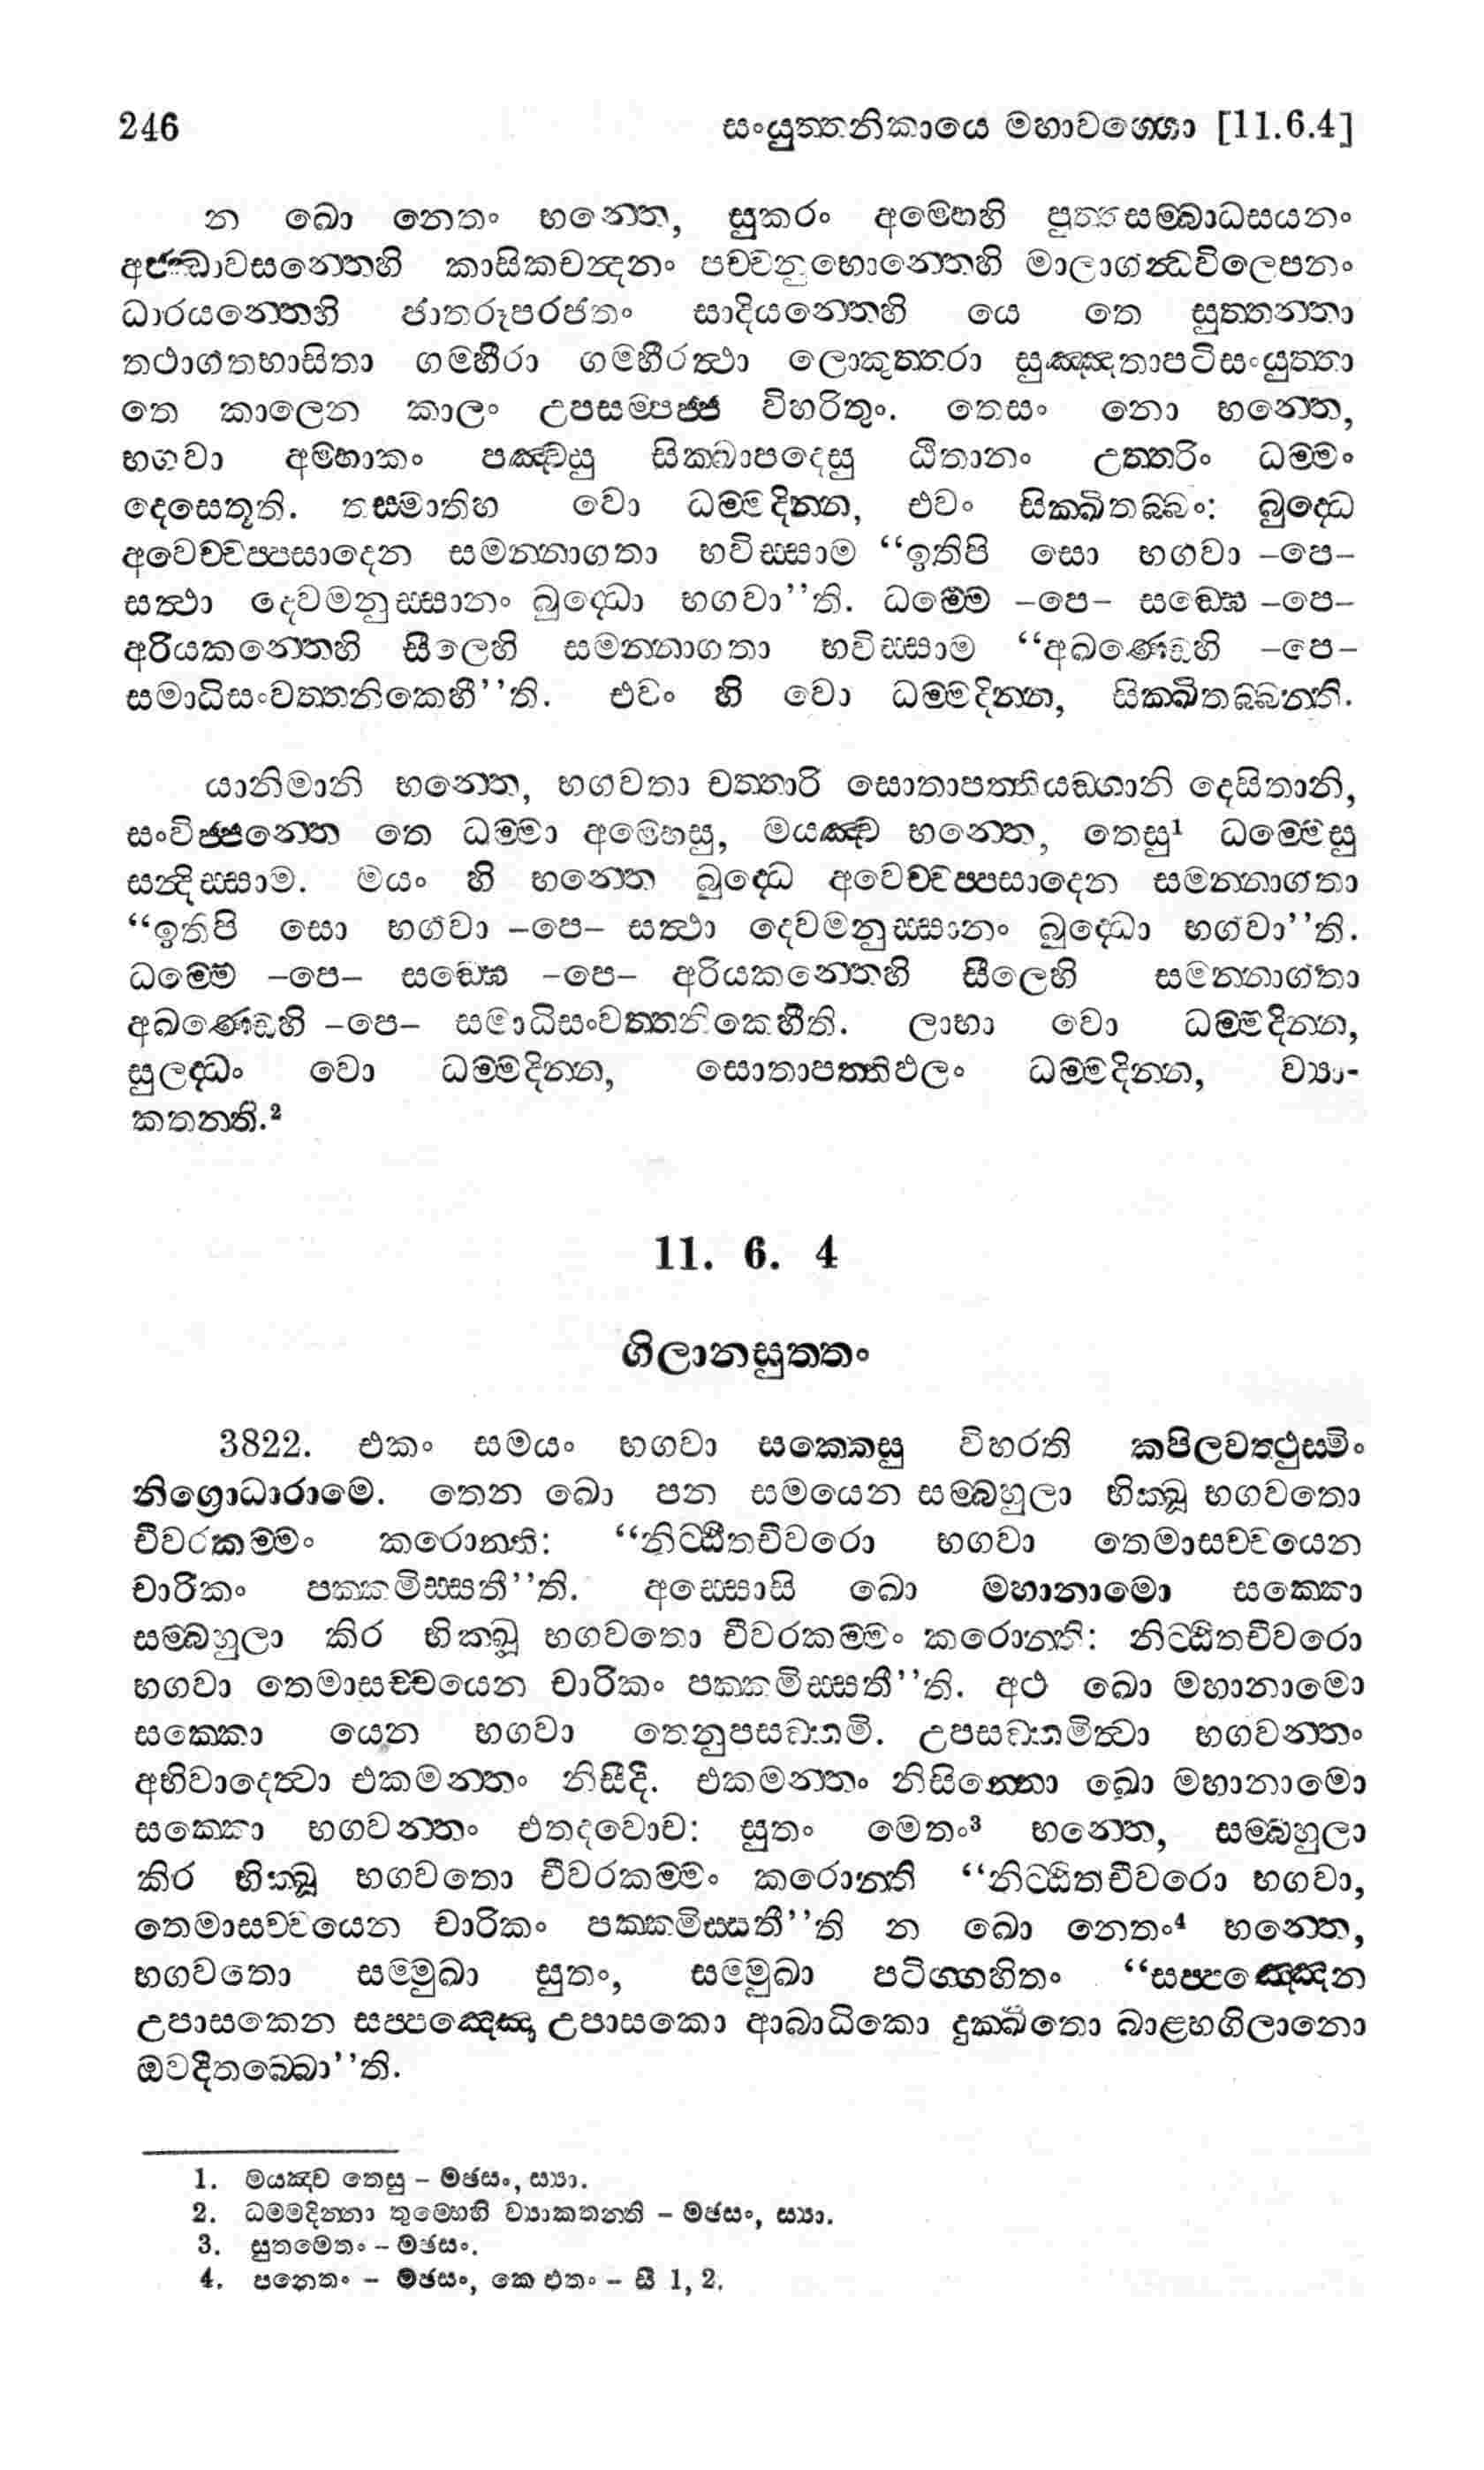 246 සංයුත්තනිකායෙ මහාවග්ගො [11.6.4]
න ඛො නෙතං භන්තෙ, සුකරං අම්හෙහි පුත්තසම්බාධසයනං
අජ්ඣාවසන්තෙහි කාසිකචන්දනං පච්චනුභොන්තෙහි මාලාගන්ධවිලෙපනං
ධාරයන්තෙහි ජාතරූපරජතං සාදියන්තෙහි යෙ තෙ සුත්තන්තා
තථාගතභාසිතා ගම්භීරා ගම්භීරත්ථා ලොකුත්තරා සුඤ්ඤතාපටිසංයුත්තා
තෙ කාලෙන කාලං උපසම්පජ්ජ විහරිතුං. තෙසං නො භන්තෙ,
භගවා අම්හාකං පඤ්චසු සික්ඛාපදෙසු ඨිතානං උත්තරිං ධම්මං
දෙසෙතූති. තස්මාතිහ වො ධම්මදින්න, එවං සික්ඛිතබ්බං: බුද්ධෙ
අවෙච්චප්පසාදෙන සමන්නාගතා භවිස්සාම “ඉතිපි සො භගවා –පෙ–
සත්ථා දෙවමනුස්සානං බුද්ධො භගවා’’ති. ධම්මෙ –පෙ– සඞ්ඝෙ –පෙ–
අරියකන්තෙහි සීලෙහි සමන්නාගතා භවිස්සාම “අඛණ්ඩෙහි –පෙ–
සමාධිසංවත්තනිකෙහී’’ති. එවං හි වො ධම්මදින්න, සික්ඛිතබ්බන්ති.
යානිමානි භන්තෙ, භගවතා චත්තාරි සොතාපත්තියඞ්ගානි දෙසිතානි,
සංවිජ්ජන්තෙ තෙ ධම්මා අම්හෙසු, මයඤ්ච භන්තෙ, තෙසු¹ ධම්මෙසු
සන්දිස්සාම. මයං හි භන්තෙ බුද්ධෙ අවෙච්චප්පසාදෙන සමන්නාගතා
“ඉතිපි සො භගවා –පෙ– සත්ථා දෙවමනුස්සානං බුද්ධො භගවා’’ති.
ධම්මෙ –පෙ– සඞ්ඝෙ –පෙ– අරියකන්තෙහි සීලෙහි සමන්නාගතා
අඛණ්ඩෙහි –පෙ– සමාධිසංවත්තනිකෙහීති. ලාභා වො ධම්මදින්න,
සුලද්ධං වො ධම්මදින්න, සොතාපත්තිඵලං ධම්මදින්න, ව්‍යා-
කතන්ති.²
11. 6. 4
ගිලානසුත්තං
3822. එකං සමයං භගවා සක්කෙසු විහරති කපිලවත්ථුස්මිං
නිග්‍රොධාරාමෙ. තෙන ඛො පන සමයෙන සම්බහුලා භික්ඛූ භගවතො
චීවරකම්මං කරොන්ති: “නිට්ඨිතචීවරො භගවා තෙමාසච්චයෙන
චාරිකං පක්කමිස්සතී’’ති. අස්සොසි ඛො මහානාමො සක්කො
සම්බහුලා කිර භික්ඛූ භගවතො චීවරකම්මං කරොන්ති: නිට්ඨිතචීවරො
භගවා තෙමාසච්චයෙන චාරිකං පක්කමිස්සතී’’ති. අථ ඛො මහානාමො
සක්කො යෙන භගවා තෙනුපසඞ්කමි. උපසඞ්කමිත්වා භගවන්තං
අභිවාදෙත්වා එකමන්තං නිසීදි. එකමන්තං නිසින්නො ඛො මහානාමො
සක්කො භගවන්තං එතදවොච: සුතං මෙතං³ භන්තෙ, සම්බහුලා
කිර භික්ඛූ භගවතො චීවරකම්මං කරොන්ති “නිට්ඨිතචීවරො භගවා,
තෙමාසච්චයෙන චාරිකං පක්කමිස්සතී’’ති න ඛො නෙතං⁴ භන්තෙ,
භගවතො සම්මුඛා සුතං, සම්මුඛා පටිග්ගහිතං “සප්පඤ්ඤෙන
උපාසකෙන සප්පඤ්ඤො උපාසකො ආබාධිකො දුක්ඛිතො බාළ්හගිලානො
ඔවදිතබ්බො’’ති.
1. මයඤ්ච තෙසු – මඡසං, ස්‍යා.
2. ධම්මදින්නා තුම්හෙහි ව්‍යාකතන්ති – මඡසං, ස්‍යා.
3. සුතමෙතං – මඡසං.
4. පනෙතං – මඡසං, කෙ එතං – සී 1, 2.